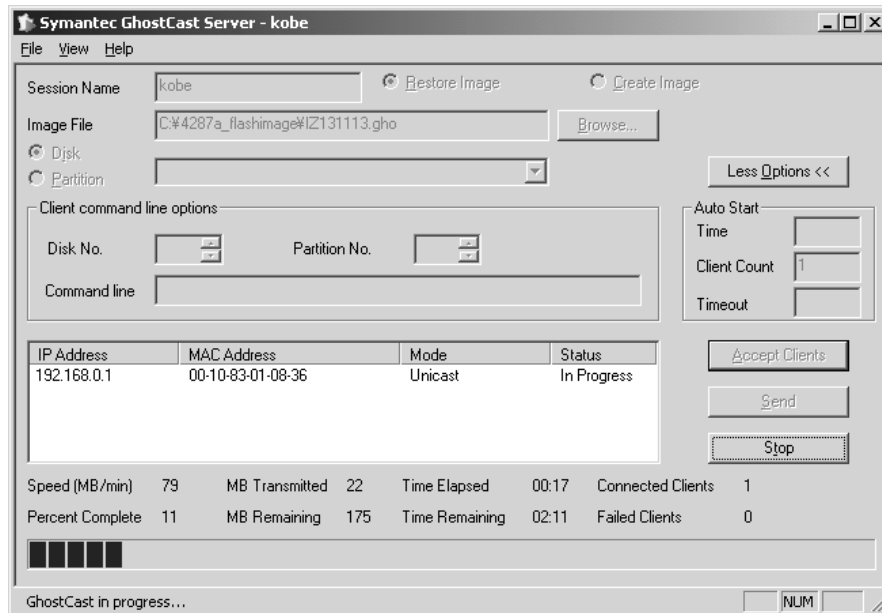 Symantec GhostCast Server - kobe
File View Help
Session Name kobe Restore Image Create Image
Image File C:¥4287a_flashimage¥IZ131113.gho Browse...
Disk
Partition
Less Options <<
Client command line options
Disk No. Partition No.
Command line
Auto Start
Time
Client Count 1
Timeout
IP Address MAC Address Mode Status
192.168.0.1 00-10-83-01-08-36 Unicast In Progress
Accept Clients
Send
Stop
Speed (MB/min) 79 MB Transmitted 22 Time Elapsed 00:17 Connected Clients 1
Percent Complete 11 MB Remaining 175 Time Remaining 02:11 Failed Clients 0
GhostCast in progress... NUM